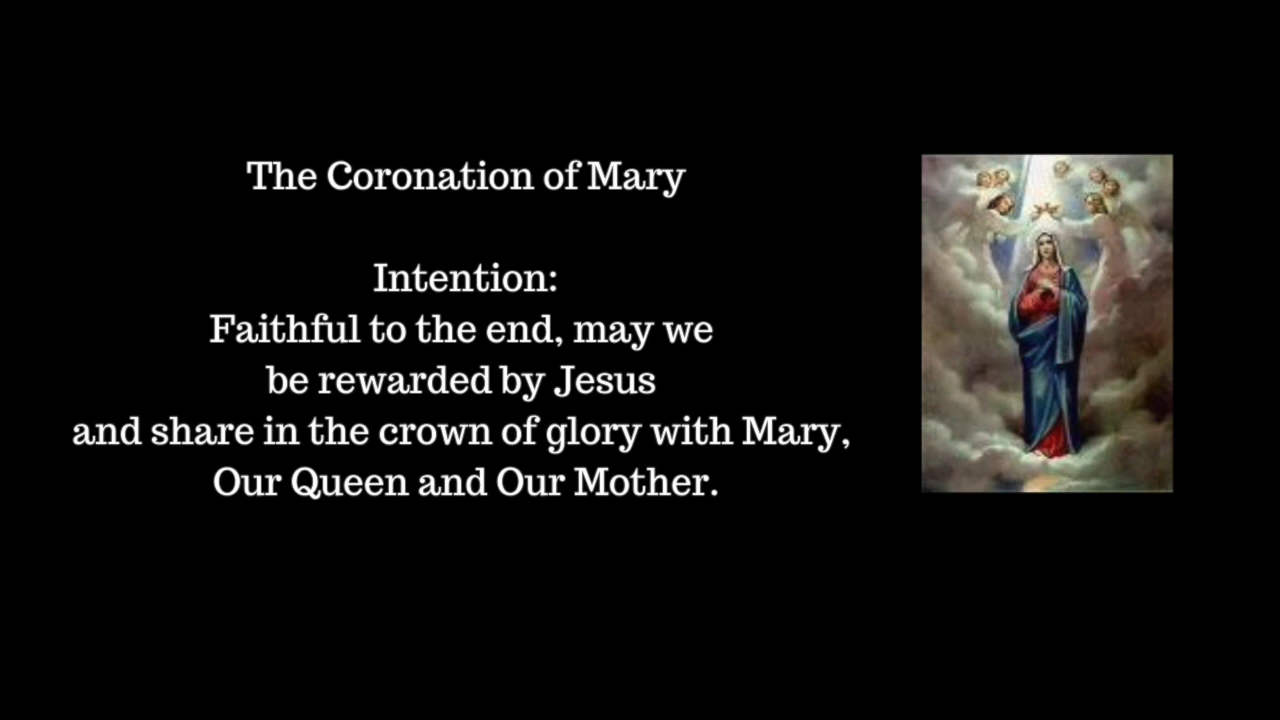 The Coronation of Mary
Intention:
Faithful to the end, may we
be rewarded by Jesus
and share in the crown of glory with Mary,
Our Queen and Our Mother.